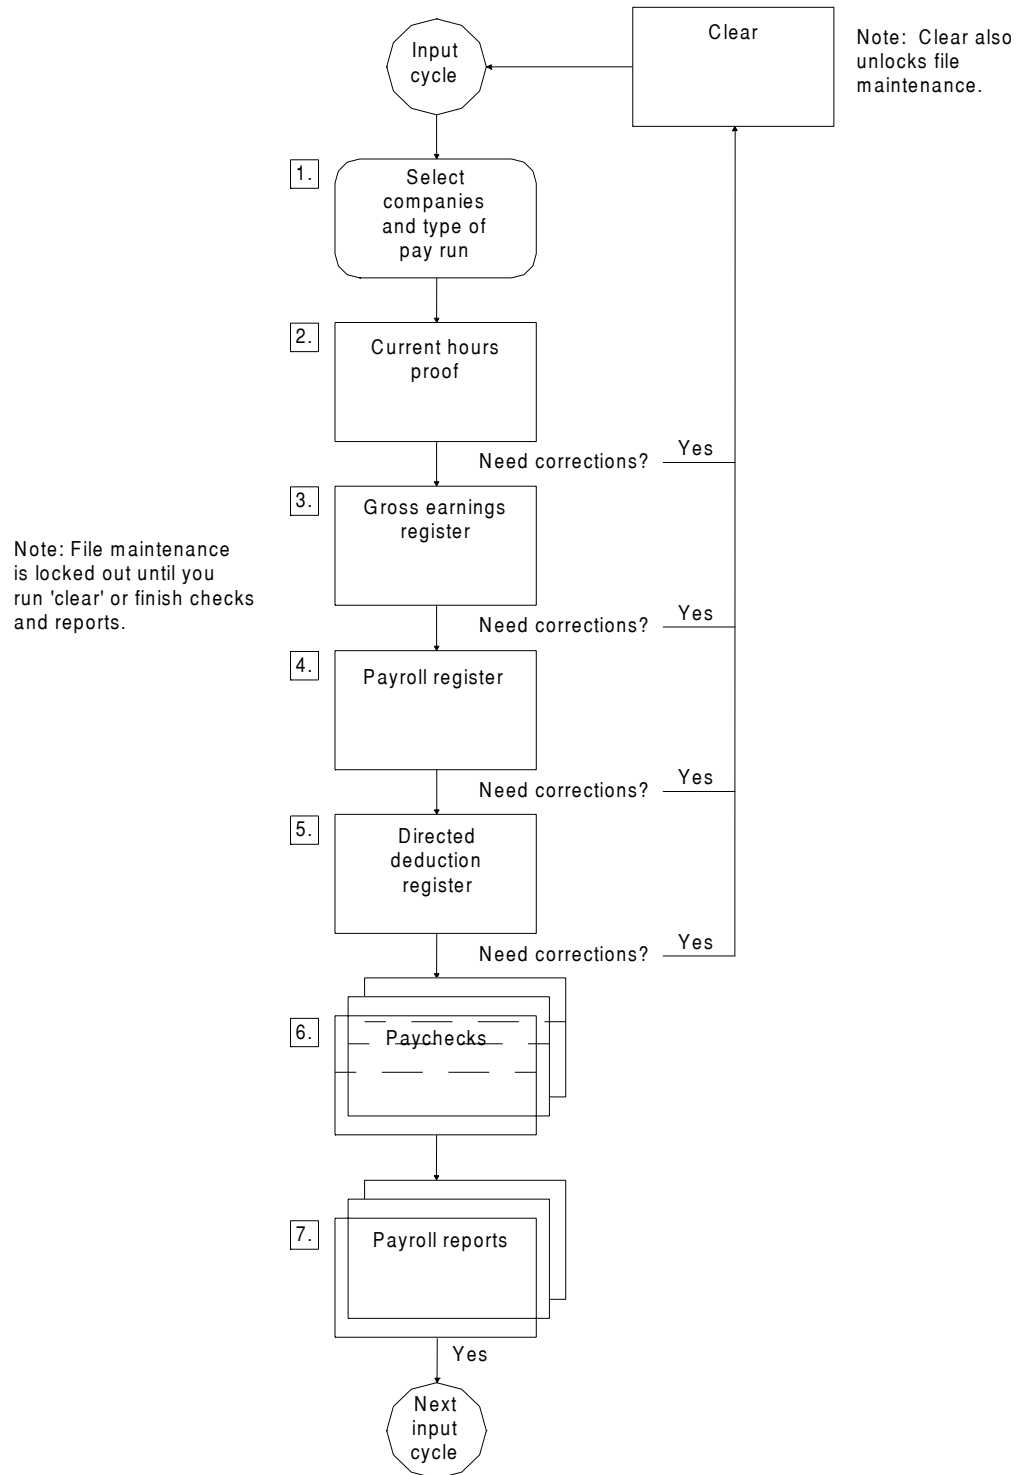 Input
cycle
Clear
Note: Clear also
unlocks file
maintenance.
1.
Select
companies
and type of
pay run
2.
Current hours
proof
Need corrections?
Yes
3.
Gross earnings
register
Note: File maintenance
is locked out until you
run 'clear' or finish checks
and reports.
Need corrections?
Yes
4.
Payroll register
Need corrections?
Yes
5.
Directed
deduction
register
Need corrections?
Yes
6.
Paychecks
7.
Payroll reports
Yes
Next
input
cycle